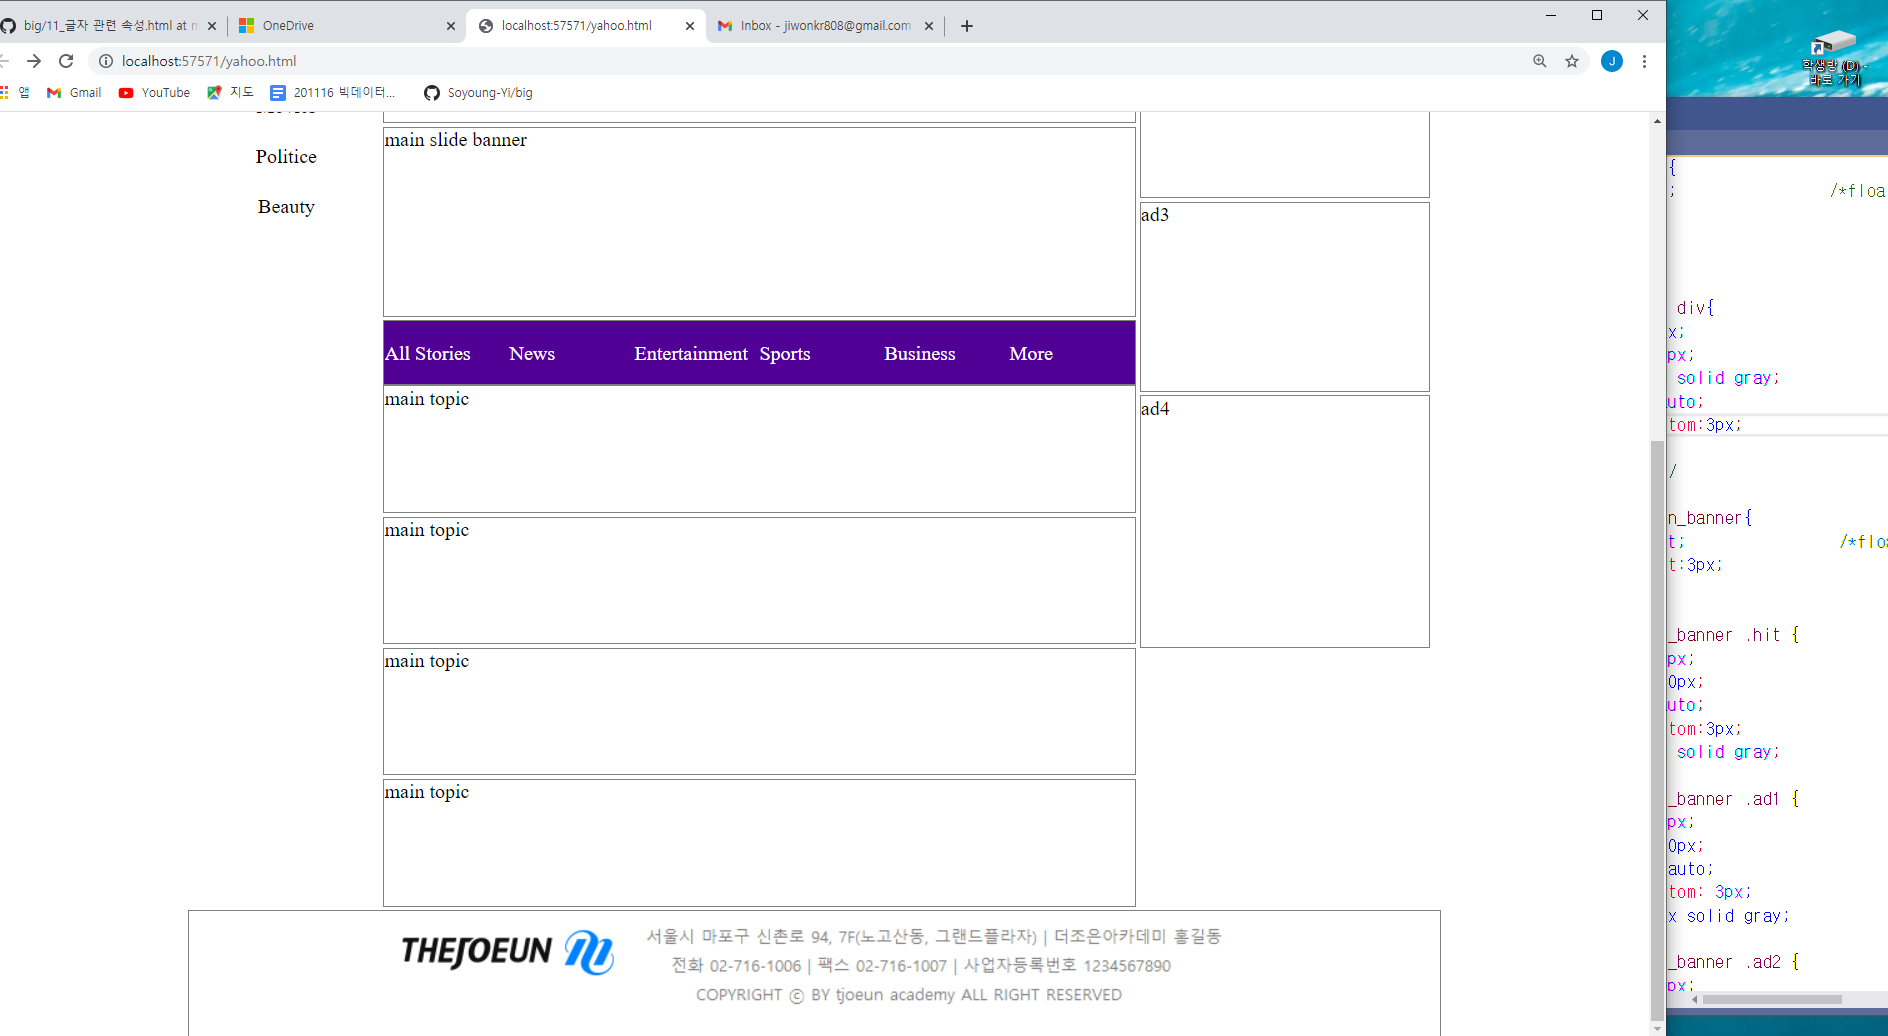 big/11_글자 관련 속성.html at m
OneDrive
localhost:57571/yahoo.html
Inbox - jiwonkr808@gmail.com
localhost:57571/yahoo.html
J
앱
Gmail
YouTube
지도
201116 빅데이터...
Soyoung-Yi/big
학생방 (D) -
바로 가기
Politice
Beauty
main slide banner
ad3
All Stories News Entertainment Sports Business More
main topic
ad4
main topic
main topic
main topic
THEJOEUN
서울시 마포구 신촌로 94, 7F(노고산동, 그랜드플라자) | 더조은아카데미 홍길동
전화 02-716-1006 | 팩스 02-716-1007 | 사업자등록번호 1234567890
COPYRIGHT ⓒ BY tjoeun academy ALL RIGHT RESERVED
{
; /*floa
div{
x;
px;
solid gray;
uto;
tom:3px;
/
n_banner{
t; /*floa
t:3px;
_banner .hit {
px;
0px;
uto;
tom:3px;
solid gray;
_banner .ad1 {
px;
0px;
auto;
tom: 3px;
x solid gray;
_banner .ad2 {
px;